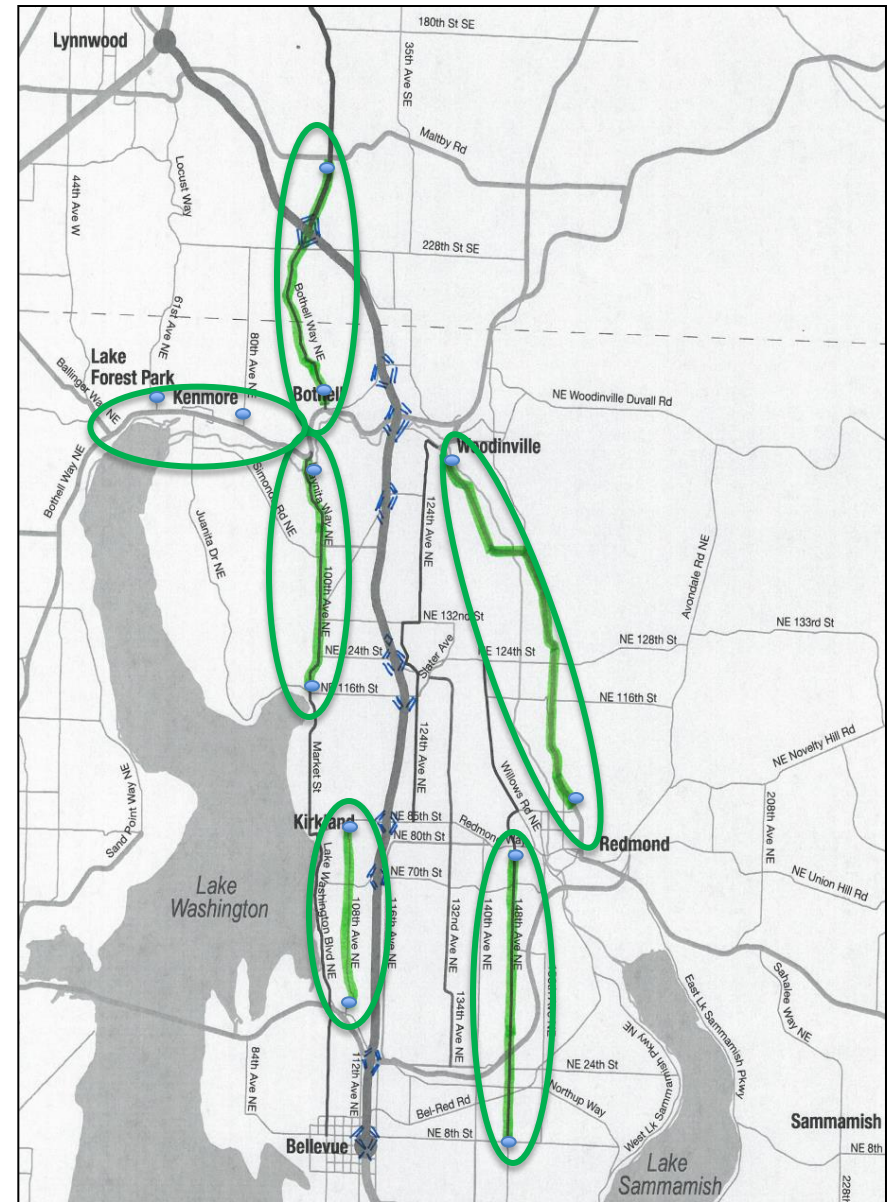 180th St SE
Lynnwood
35th Ave SE
Maltby Rd
Locust Way
44th Ave W
228th St SE
Bothell Way NE
61st Ave NE
80th Ave NE
Lake
Forest Park
Ballinger Way NE
Kenmore
Bothell
NE Woodinville Duvall Rd
Woodinville
Bothell Way NE
Simonds Rd NE
Juanita Dr NE
124th Ave NE
100th Ave NE
Avondale Rd NE
NE 132nd St
NE 133rd St
NE 128th St
Slater Ave
NE 124th St
NE 116th St
NE 116th St
Market St
124th Ave NE
Willows Rd NE
NE Novelty Hill Rd
Sand Point Way NE
208th Ave NE
Kirkland
NE 85th St
NE 80th St
Redmond
NE 70th St
NE Union Hill Rd
Lake
Washington
Lake Washington Blvd NE
108th Ave NE
116th Ave NE
132nd Ave NE
140th Ave NE
148th Ave NE
134th Ave NE
East Lk Sammamish Pkwy
Sahalee Way NE
84th Ave NE
112th Ave NE
NE 24th St
Northup Way
West Lk Sammamish Pkwy NE
Bel-Red Rd
Bellevue
NE 8th St
Sammamish
NE 8th
Lake
Sammamish
228th